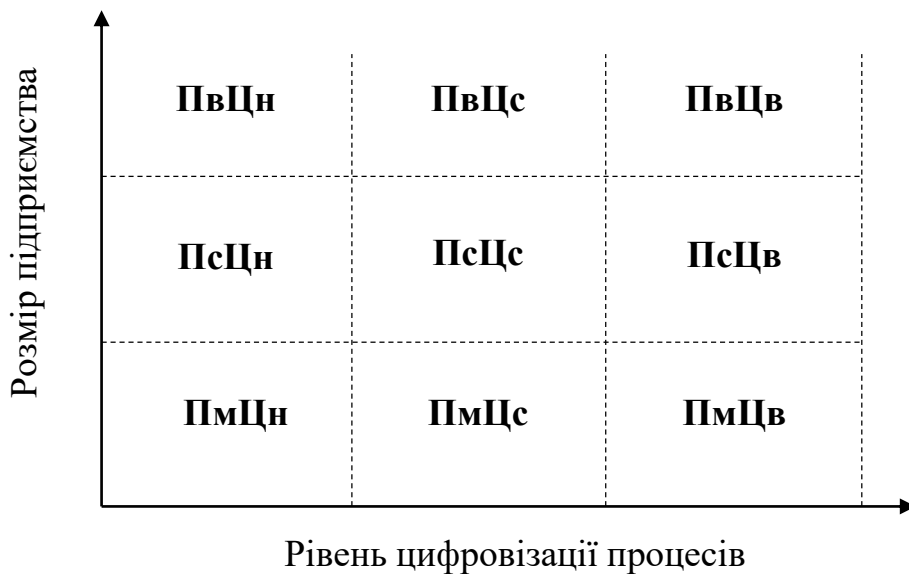 Розмір підприємства
ПвЦн ПвЦс ПвЦв
ПсЦн ПсЦс ПсЦв
ПмЦн ПмЦс ПмЦв
Рівень цифровізації процесів